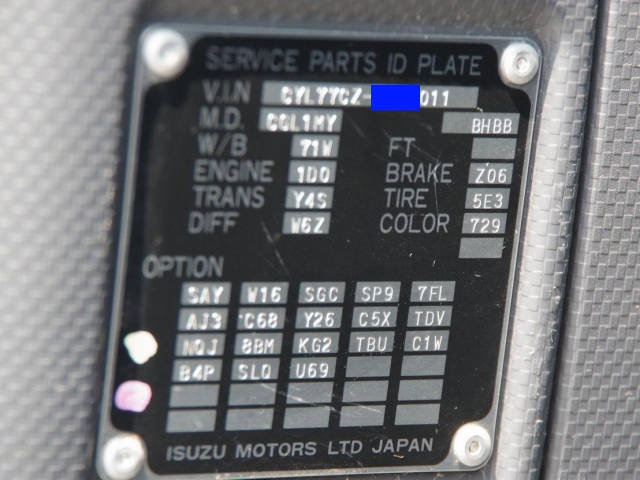 SERVICE PARTS ID PLATE
V.I.N CYL77CZ- 011
M.D. CCL1MY BHBB
W/B 71W FT
ENGINE 1D0 BRAKE Z06
TRANS Y4S TIRE 5E3
DIFF W6Z COLOR 729
OPTION
SAY W16 SGC SP9 7FL
AJ3 C68 Y26 C5X TDV
NQJ 8BM KG2 TBU C1W
B4P SLQ U69
ISUZU MOTORS LTD JAPAN